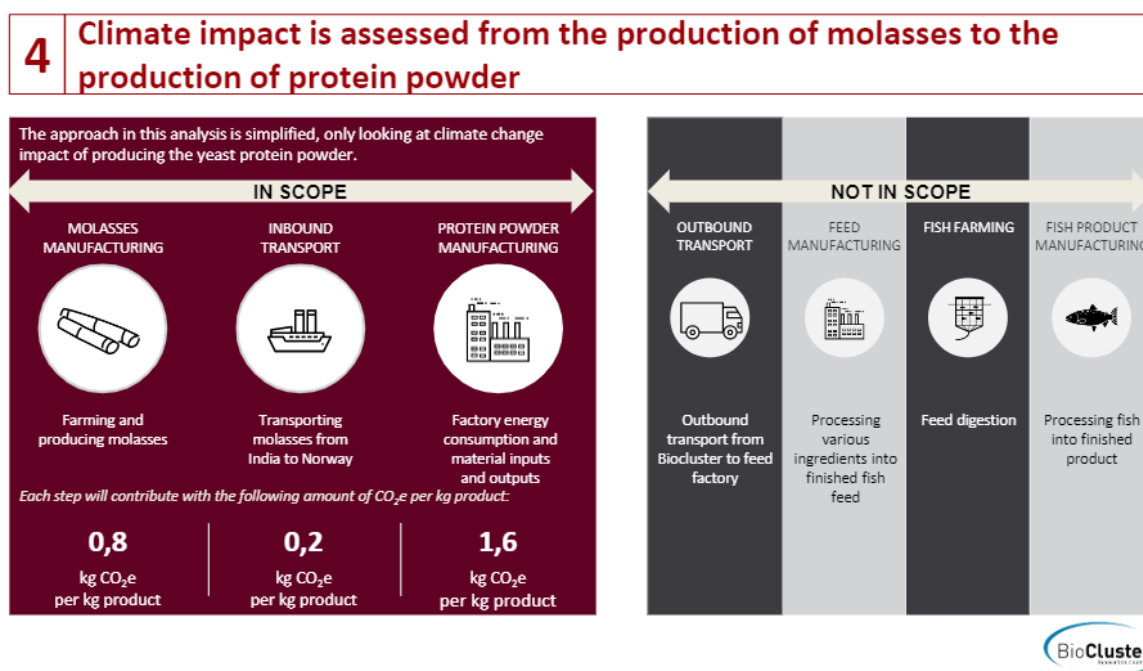 4
Climate impact is assessed from the production of molasses to the
production of protein powder
The approach in this analysis is simplified, only looking at climate change
impact of producing the yeast protein powder.
IN SCOPE
MOLASSES
MANUFACTURING
Farming and
producing molasses
INBOUND
TRANSPORT
Transporting
molasses from
India to Norway
PROTEIN POWDER
MANUFACTURING
Factory energy
consumption and
material inputs
and outputs
Each step will contribute with the following amount of CO₂e per kg product:
0,8
kg CO₂e
per kg product
0,2
kg CO₂e
per kg product
1,6
kg CO₂e
per kg product
NOT IN SCOPE
OUTBOUND
TRANSPORT
Outbound
transport from
Biocluster to feed
factory
FEED
MANUFACTURING
Processing
various
ingredients into
finished fish
feed
FISH FARMING
Feed digestion
FISH PRODUCT
MANUFACTURING
Processing fish
into finished
product
BioCluste